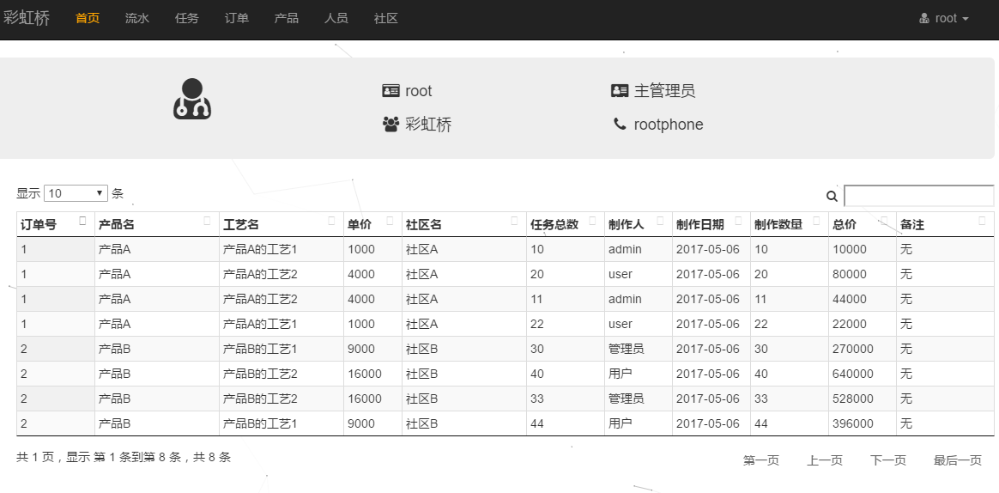 彩虹桥 首页 流水 任务 订单 产品 人员 社区 root
root 主管理员
彩虹桥 rootphone
显示 10 条
订单号 产品名 工艺名 单价 社区名 任务总数 制作人 制作日期 制作数量 总价 备注
1 产品A 产品A的工艺1 1000 社区A 10 admin 2017-05-06 10 10000 无
1 产品A 产品A的工艺2 4000 社区A 20 user 2017-05-06 20 80000 无
1 产品A 产品A的工艺2 4000 社区A 11 admin 2017-05-06 11 44000 无
1 产品A 产品A的工艺1 1000 社区A 22 user 2017-05-06 22 22000 无
2 产品B 产品B的工艺1 9000 社区B 30 管理员 2017-05-06 30 270000 无
2 产品B 产品B的工艺2 16000 社区B 40 用户 2017-05-06 40 640000 无
2 产品B 产品B的工艺2 16000 社区B 33 管理员 2017-05-06 33 528000 无
2 产品B 产品B的工艺1 9000 社区B 44 用户 2017-05-06 44 396000 无
共 1 页，显示 第 1 条到第 8 条，共 8 条 第一页 上一页 下一页 最后一页